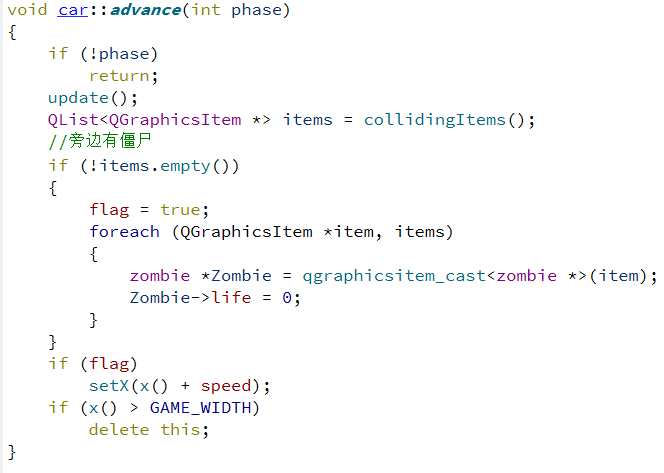 void car::advance(int phase)
{
    if (!phase)
        return;
    update();
    QList<QGraphicsItem *> items = collidingItems();
    //旁边有僵尸
    if (!items.empty())
    {
        flag = true;
        foreach (QGraphicsItem *item, items)
        {
            zombie *Zombie = qgraphicsitem_cast<zombie *>(item);
            Zombie->life = 0;
        }
    }
    if (flag)
        setX(x() + speed);
    if (x() > GAME_WIDTH)
        delete this;
}